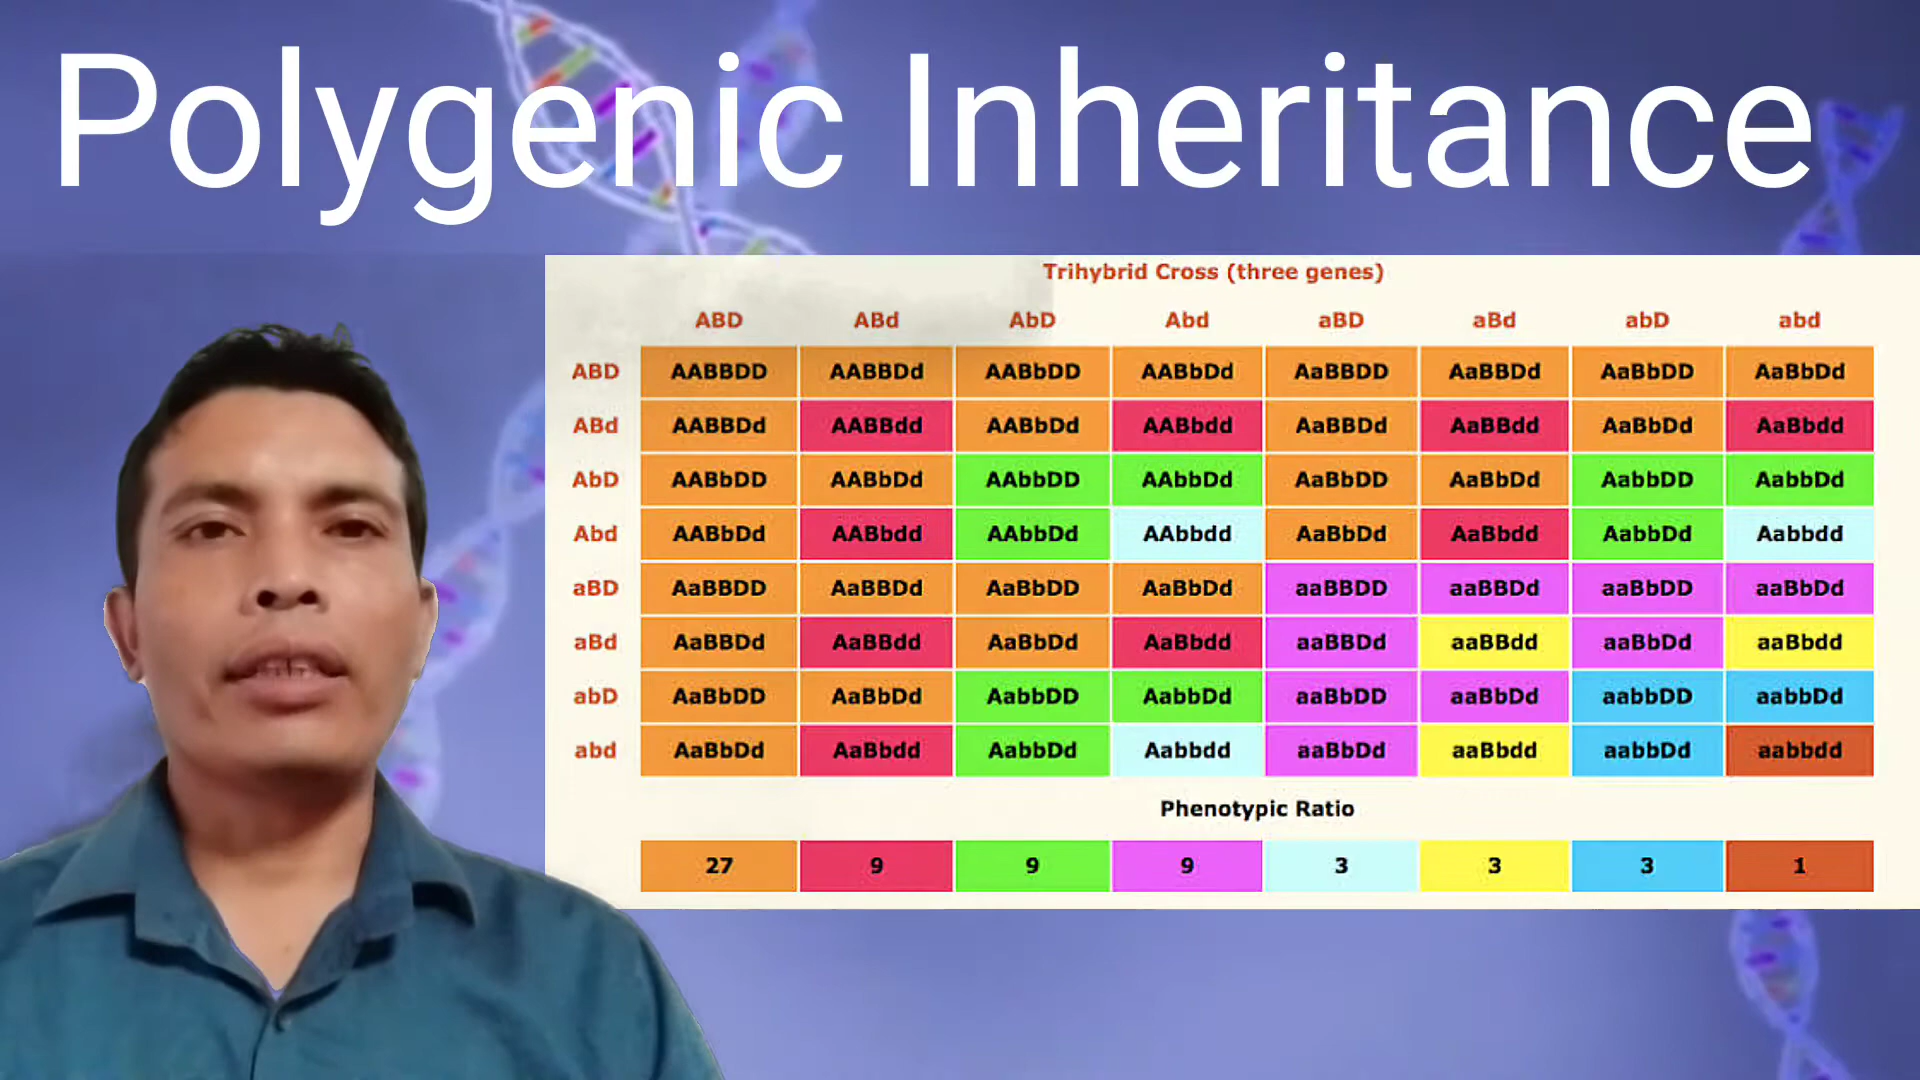 Polygenic Inheritance
Trihybrid Cross (three genes)
ABD ABd AbD Abd aBD aBd abD abd
ABD AABBDD AABBDd AABbDD AABbDd AaBBDD AaBBDd AaBbDD AaBbDd
ABd AABBDd AABBdd AABbDd AABbdd AaBBDd AaBBdd AaBbDd AaBbdd
AbD AABbDD AABbDd AAbbDD AAbbDd AaBbDD AaBbDd AabbDD AabbDd
Abd AABbDd AABbdd AAbbDd AAbbdd AaBbDd AaBbdd AabbDd Aabbdd
aBD AaBBDD AaBBDd AaBbDD AaBbDd aaBBDD aaBBDd aaBbDD aaBbDd
aBd AaBBDd AaBBdd AaBbDd AaBbdd aaBBDd aaBBdd aaBbDd aaBbdd
abD AaBbDD AaBbDd AabbDD AabbDd aaBbDD aaBbDd aabbDD aabbDd
abd AaBbDd AaBbdd AabbDd Aabbdd aaBbDd aaBbdd aabbDd aabbdd
Phenotypic Ratio
27 9 9 9 3 3 3 1